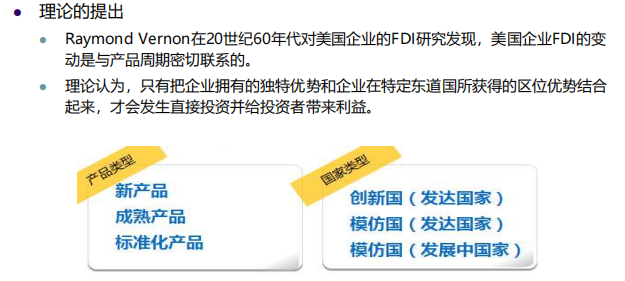 理论的提出
Raymond Vernon在20世纪60年代对美国企业的FDI研究发现，美国企业FDI的变
动是与产品周期密切联系的。
理论认为，只有把企业拥有的独特优势和企业在特定东道国所获得的区位优势结合
起来，才会发生直接投资并给投资者带来利益。
产品类型
新产品
成熟产品
标准化产品
国家类型
创新国（发达国家）
模仿国（发达国家）
模仿国（发展中国家）